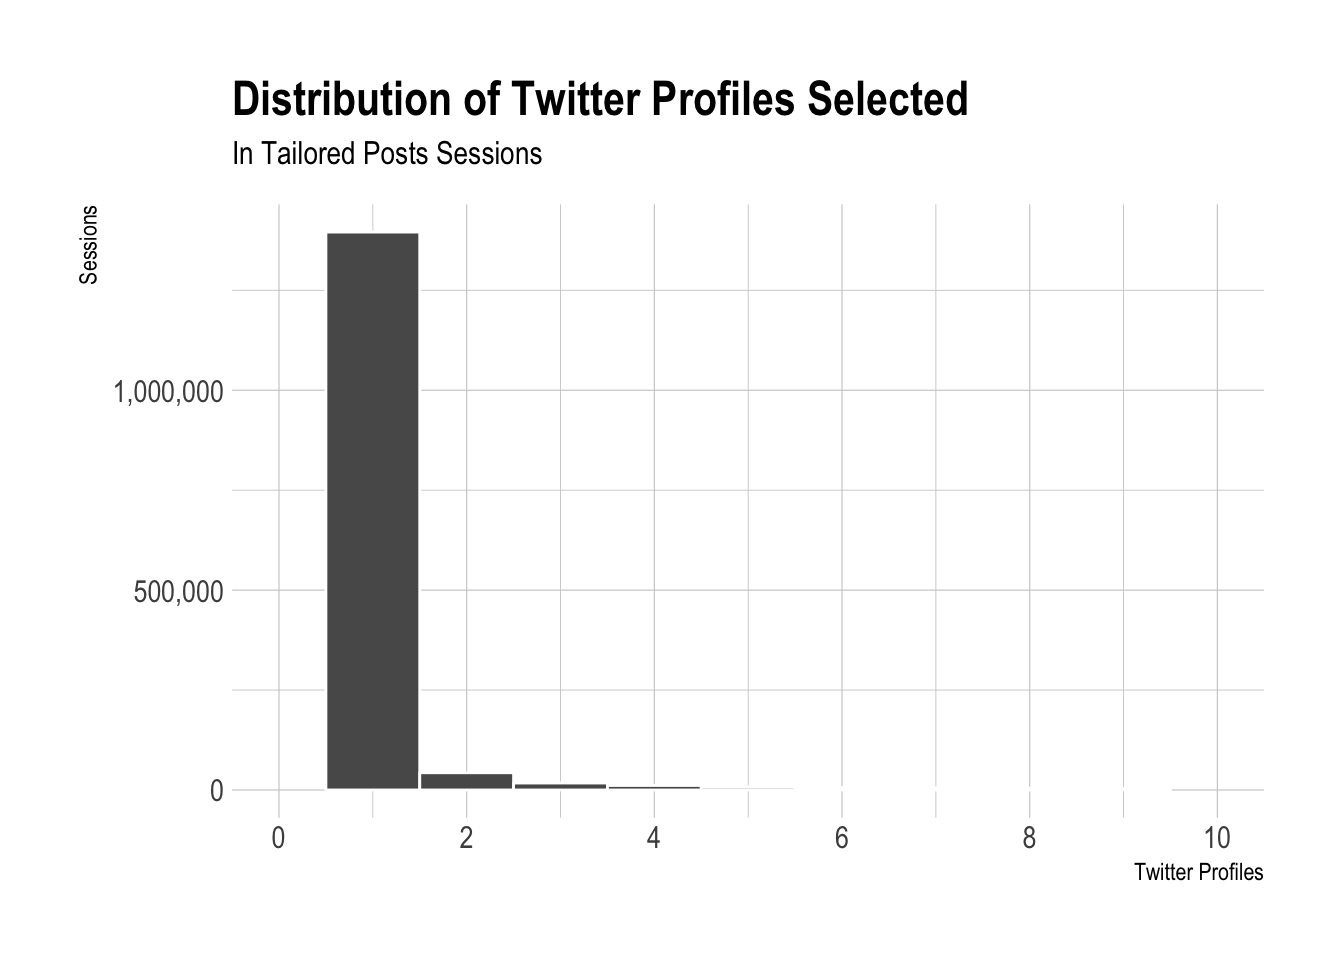 Distribution of Twitter Profiles Selected
In Tailored Posts Sessions
Sessions
1,000,000
500,000
0
0 2 4 6 8 10
Twitter Profiles